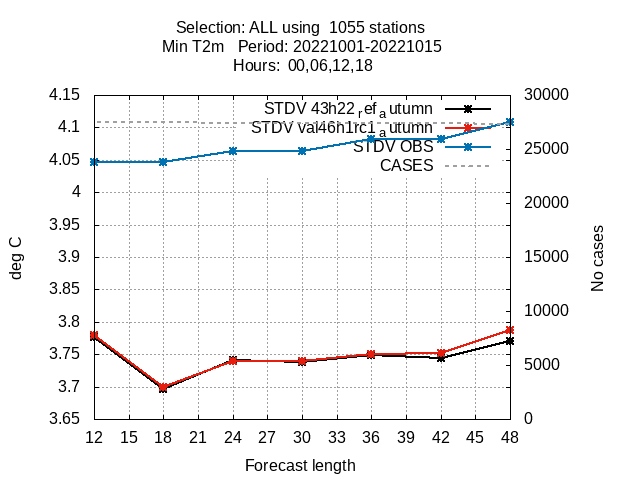 Selection: ALL using  1055 stations
Min T2m   Period: 20221001-20221015
Hours:  00,06,12,18
4.15
4.1
4.05
4
3.95
3.9
3.85
3.8
3.75
3.7
3.65
30000
25000
20000
15000
10000
5000
0
STDV 43h22_ref_autumn
STDV val46h1rc1_autumn
STDV OBS
CASES
deg C
No cases
12 15 18 21 24 27 30 33 36 39 42 45 48
Forecast length